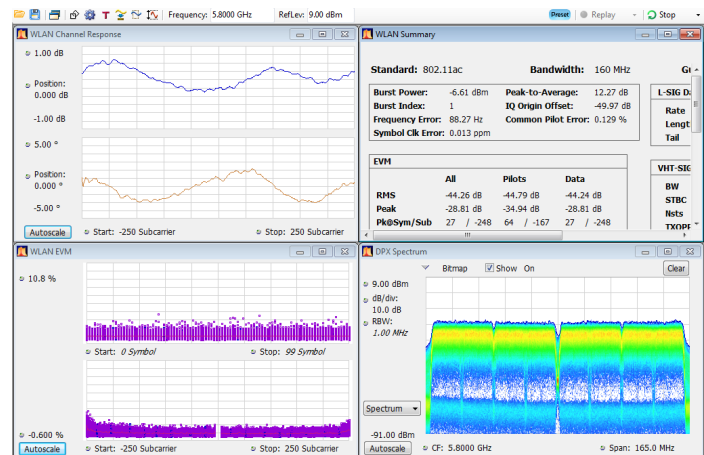 Frequency: 5.8000 GHz RefLev: 9.00 dBm Preset Replay Stop
WLAN Channel Response
1.00 dB
Position:
0.000 dB
-1.00 dB
5.00 °
Position:
0.000 °
-5.00 °
Autoscale Start: -250 Subcarrier Stop: 250 Subcarrier
WLAN Summary
Standard: 802.11ac Bandwidth: 160 MHz Gu
Burst Power: -6.61 dBm Peak-to-Average: 12.27 dB
Burst Index: 1 IQ Origin Offset: -49.97 dB
Frequency Error: 88.27 Hz Common Pilot Error: 0.129 %
Symbol Clk Error: 0.013 ppm
L-SIG Da
Rate
Lengt
Tail
EVM
All Pilots Data
RMS -44.26 dB -44.79 dB -44.24 dB
Peak -28.81 dB -34.94 dB -28.81 dB
Pk@Sym/Sub 27 / -248 64 / -167 27 / -248
VHT-SIG
BW
STBC
Nsts
TXOPP
WLAN EVM
10.8 %
Start: 0 Symbol Stop: 99 Symbol
-0.600 %
Autoscale Start: -250 Subcarrier Stop: 250 Subcarrier
DPX Spectrum
Bitmap Show On Clear
9.00 dBm
dB/div:
10.0 dB
RBW:
1.00 MHz
Spectrum
-91.00 dBm
Autoscale CF: 5.8000 GHz Span: 165.0 MHz